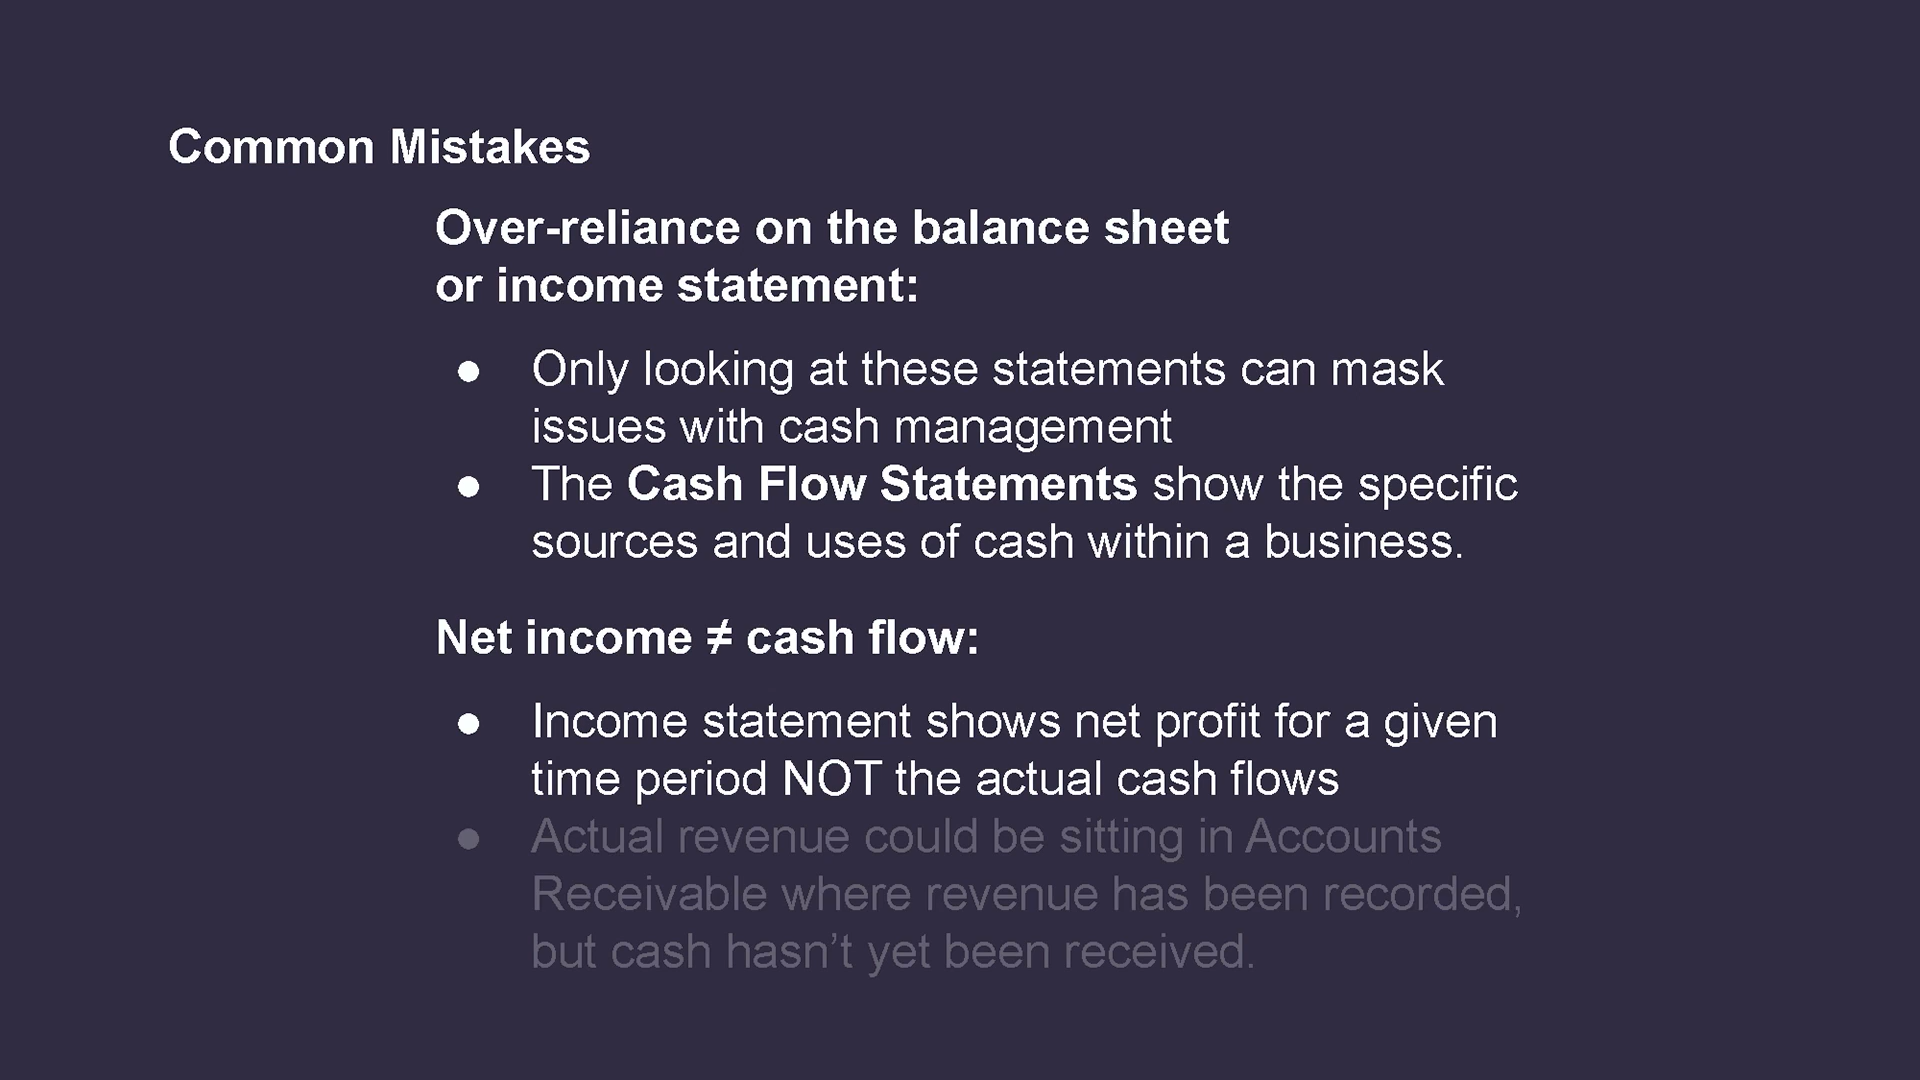 Common Mistakes
Over-reliance on the balance sheet
or income statement:
● Only looking at these statements can mask
issues with cash management
● The Cash Flow Statements show the specific
sources and uses of cash within a business.
Net income ≠ cash flow:
● Income statement shows net profit for a given
time period NOT the actual cash flows
● Actual revenue could be sitting in Accounts
Receivable where revenue has been recorded,
but cash hasn’t yet been received.